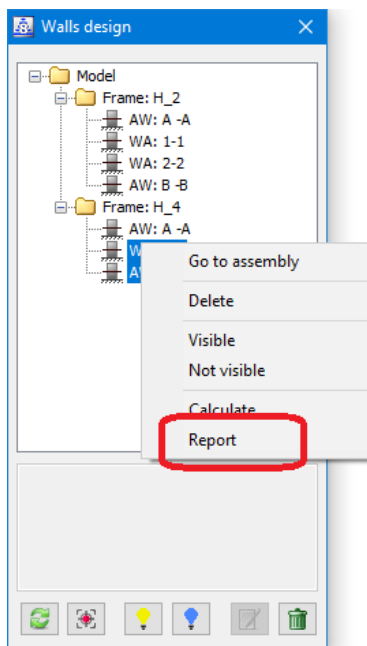 Walls design
Model
Frame: H_2
AW: A -A
WA: 1-1
WA: 2-2
AW: B -B
Frame: H_4
AW: A -A
Go to assembly
Delete
Visible
Not visible
Calculate
Report